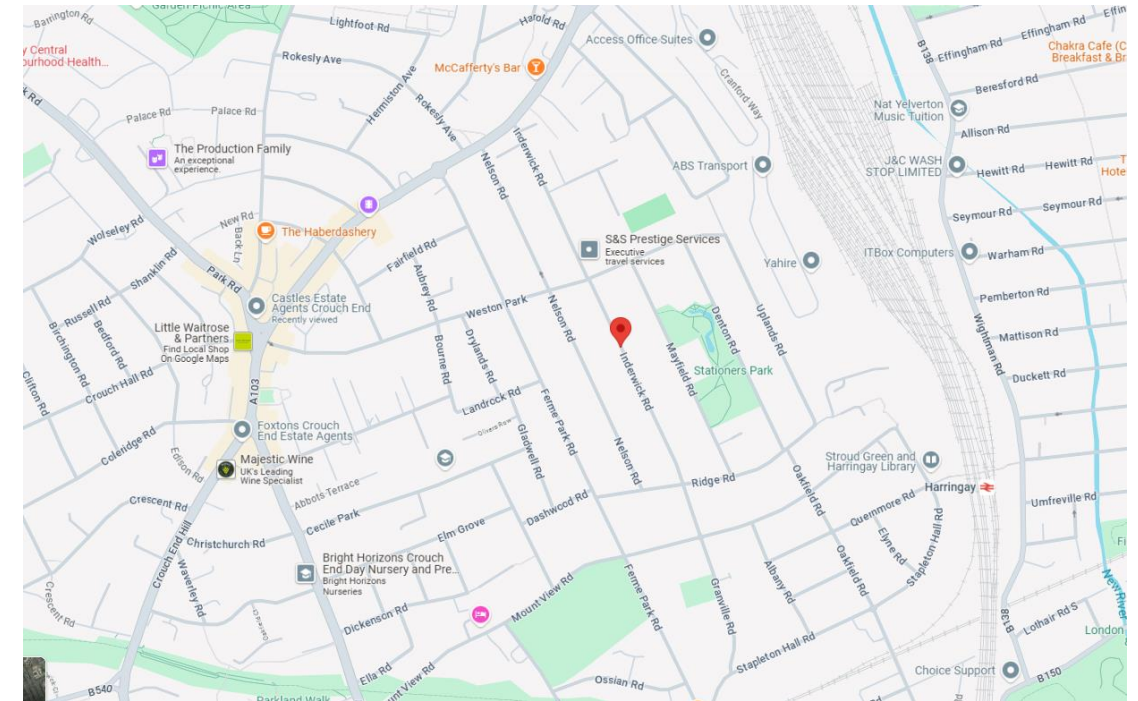 Garden Picnic Area
Barrington Rd
Lightfoot Rd
Harold Rd
Access Office Suites
B138
Effingham Rd
Effingham Rd
y Central
ourhood Health...
Rokesly Ave
McCafferty's Bar
Cranford Way
Chakra Cafe (C
Breakfast & Br
Beresford Rd
Palace Rd
Palace Rd
Hermiston Ave
Rokesly Ave
Nat Yelverton
Music Tuition
Allison Rd
Inderwick Rd
The Production Family
An exceptional
experience.
Nelson Rd
ABS Transport
J&C WASH
STOP LIMITED
Hewitt Rd
Hewitt Rd
Hote
New Rd
Back Ln
The Haberdashery
Wolseley Rd
Shanklin Rd
Park Rd
Fairfield Rd
Aubrey Rd
S&S Prestige Services
Executive
travel services
Yahire
Seymour Rd
Seymour Rd
ITBox Computers
Warham Rd
Russell Rd
Birchington Rd
Bedford Rd
Castles Estate
Agents Crouch End
Recently viewed
Weston Park
Nelson Rd
Pemberton Rd
Little Waitrose
& Partners
Find Local Shop
On Google Maps
Bourne Rd
Drylands Rd
Denton Rd
Uplands Rd
Wightman Rd
Mattison Rd
Clifton Rd
Crouch Hall Rd
A103
Inderwick Rd
Mayfield Rd
Stationers Park
Duckett Rd
Landrock Rd
Ferme Park Rd
Coleridge Rd
Foxtons Crouch
End Estate Agents
Olivers Row
Gladwell Rd
Nelson Rd
Edison Rd
Majestic Wine
UK's Leading
Wine Specialist
Stroud Green and
Harringay Library
Oakfield Rd
Ridge Rd
Harringay
Crescent Rd
Abbots Terrace
Dashwood Rd
Quernmore Rd
Umfreville Rd
Cecile Park
Elm Grove
Elyne Rd
Stapleton Hall Rd
Christchurch Rd
Crouch End Hill
Waverley Rd
Bright Horizons Crouch
End Day Nursery and Pre...
Bright Horizons
Nurseries
Albany Rd
Oakfield Rd
Fi
Crescent Rd
Mount View Rd
Ferme Park Rd
Granville Rd
New River
Dickenson Rd
B138
Lothair Rd S
London
Stapleton Hall Rd
Ella Rd
Choice Support
B150
B540
Parkland Walk
Ossian Rd